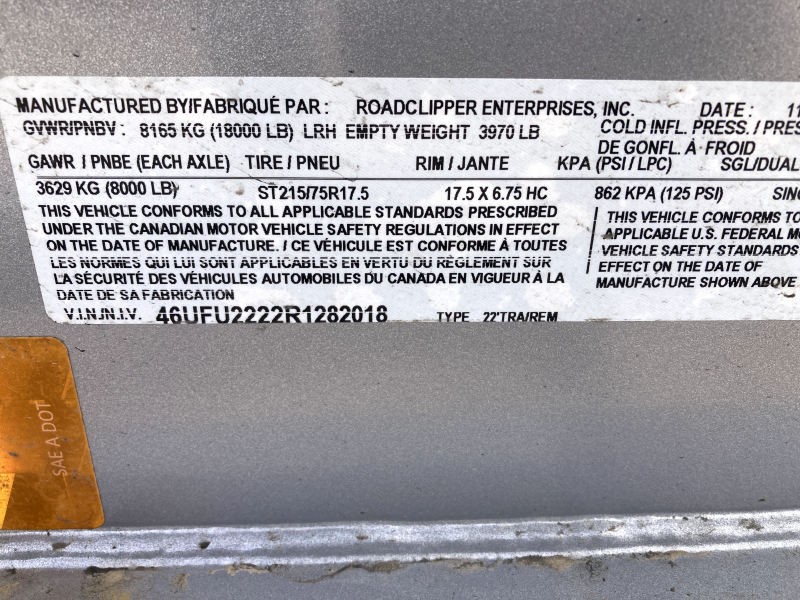 MANUFACTURED BY/FABRIQUÉ PAR : ROADCLIPPER ENTERPRISES, INC. DATE : 11
GVWR/PNBV : 8165 KG (18000 LB) LRH EMPTY WEIGHT 3970 LB COLD INFL. PRESS. / PRES
DE GONFL. À FROID
GAWR / PNBE (EACH AXLE) TIRE / PNEU RIM / JANTE KPA (PSI / LPC) SGL/DUAL
3629 KG (8000 LB) ST215/75R17.5 17.5 X 6.75 HC 862 KPA (125 PSI) SING
THIS VEHICLE CONFORMS TO ALL APPLICABLE STANDARDS PRESCRIBED
UNDER THE CANADIAN MOTOR VEHICLE SAFETY REGULATIONS IN EFFECT
ON THE DATE OF MANUFACTURE. / CE VÉHICULE EST CONFORME À TOUTES
LES NORMES QUI LUI SONT APPLICABLES EN VERTU DU RÈGLEMENT SUR
LA SÉCURITÉ DES VÉHICULES AUTOMOBILES DU CANADA EN VIGUEUR À LA
DATE DE SA FABRICATION
THIS VEHICLE CONFORMS TO
APPLICABLE U.S. FEDERAL MO
VEHICLE SAFETY STANDARDS
EFFECT ON THE DATE OF
MANUFACTURE SHOWN ABOVE
V.I.N./N.I.V. 46UFU2222R1282018 TYPE 22'TRA/REM
SAE A DOT